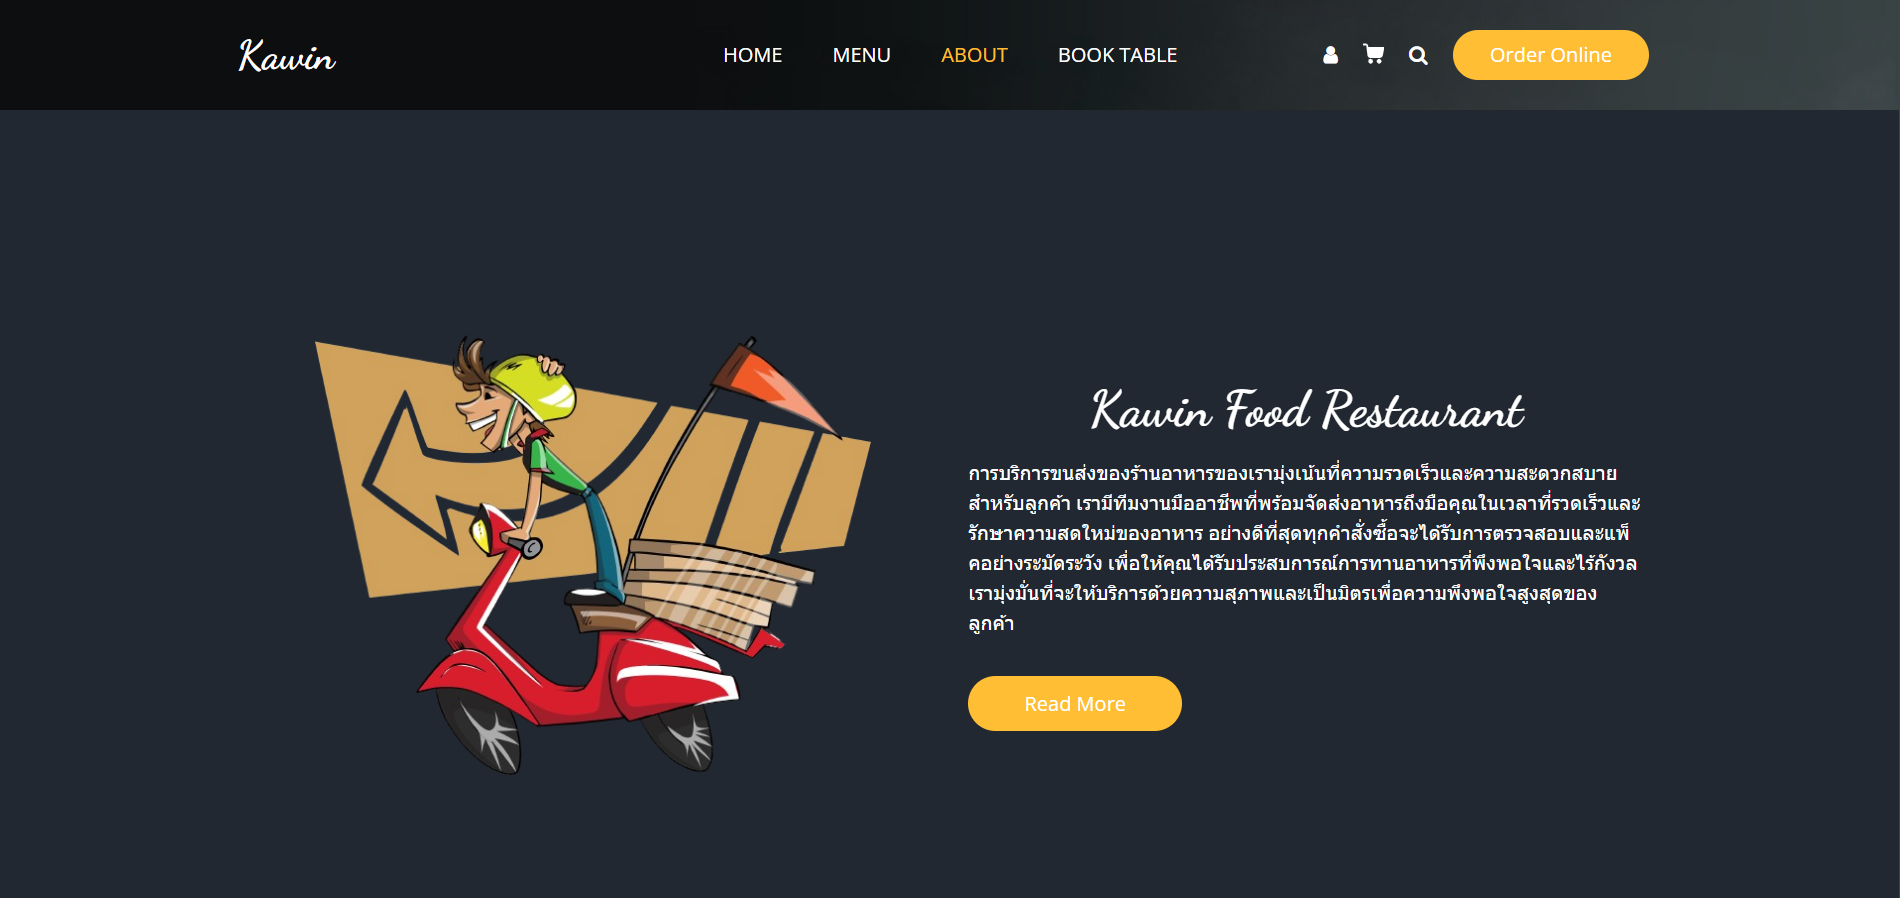 Kawin
HOME MENU ABOUT BOOK TABLE Order Online
Kawin Food Restaurant
การบริการขนส่งของร้านอาหารของเรามุ่งเน้นที่ความรวดเร็วและความสะดวกสบาย
สำหรับลูกค้า เรามีทีมงานมืออาชีพที่พร้อมจัดส่งอาหารถึงมือคุณในเวลาที่รวดเร็วและ
รักษาความสดใหม่ของอาหาร อย่างดีที่สุดทุกคำสั่งซื้อจะได้รับการตรวจสอบและแพ็
คอย่างระมัดระวัง เพื่อให้คุณได้รับประสบการณ์การทานอาหารที่พึงพอใจและไร้กังวล
เรามุ่งมั่นที่จะให้บริการด้วยความสุภาพและเป็นมิตรเพื่อความพึงพอใจสูงสุดของ
ลูกค้า
Read More